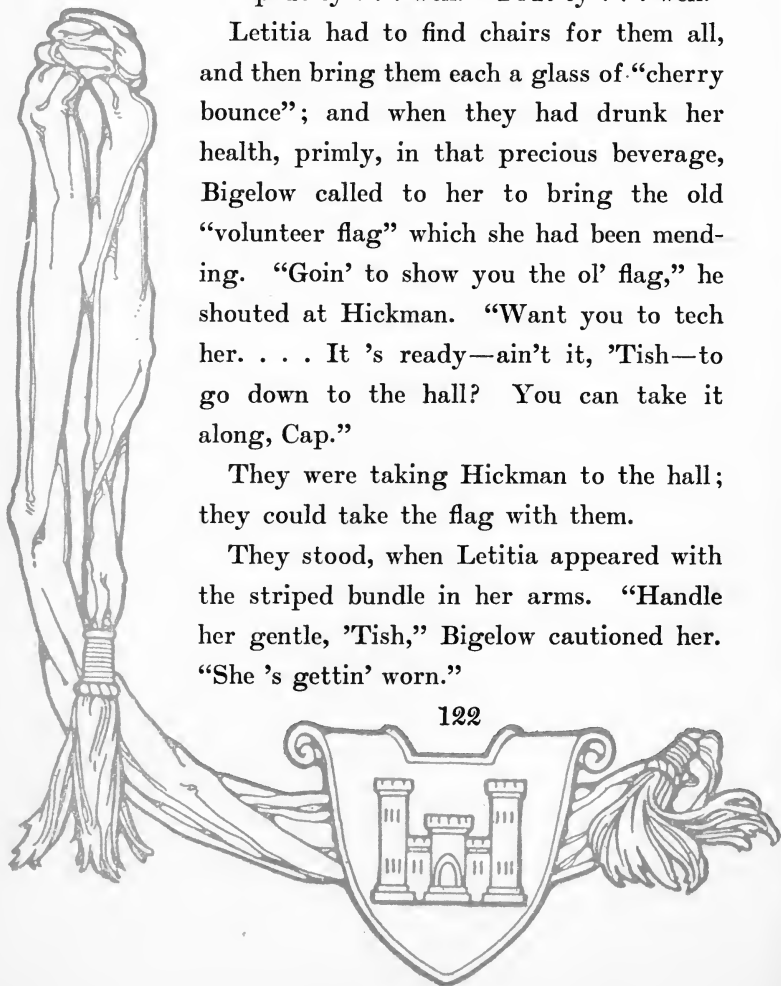 Letitia had to find chairs for them all,
and then bring them each a glass of “cherry
bounce”; and when they had drunk her
health, primly, in that precious beverage,
Bigelow called to her to bring the old
“volunteer flag” which she had been mend-
ing. “Goin’ to show you the ol’ flag,” he
shouted at Hickman. “Want you to tech
her. . . . It ’s ready—ain’t it, ’Tish—to
go down to the hall? You can take it
along, Cap.”
They were taking Hickman to the hall;
they could take the flag with them.
They stood, when Letitia appeared with
the striped bundle in her arms. “Handle
her gentle, ’Tish,” Bigelow cautioned her.
“She ’s gettin’ worn.”
122